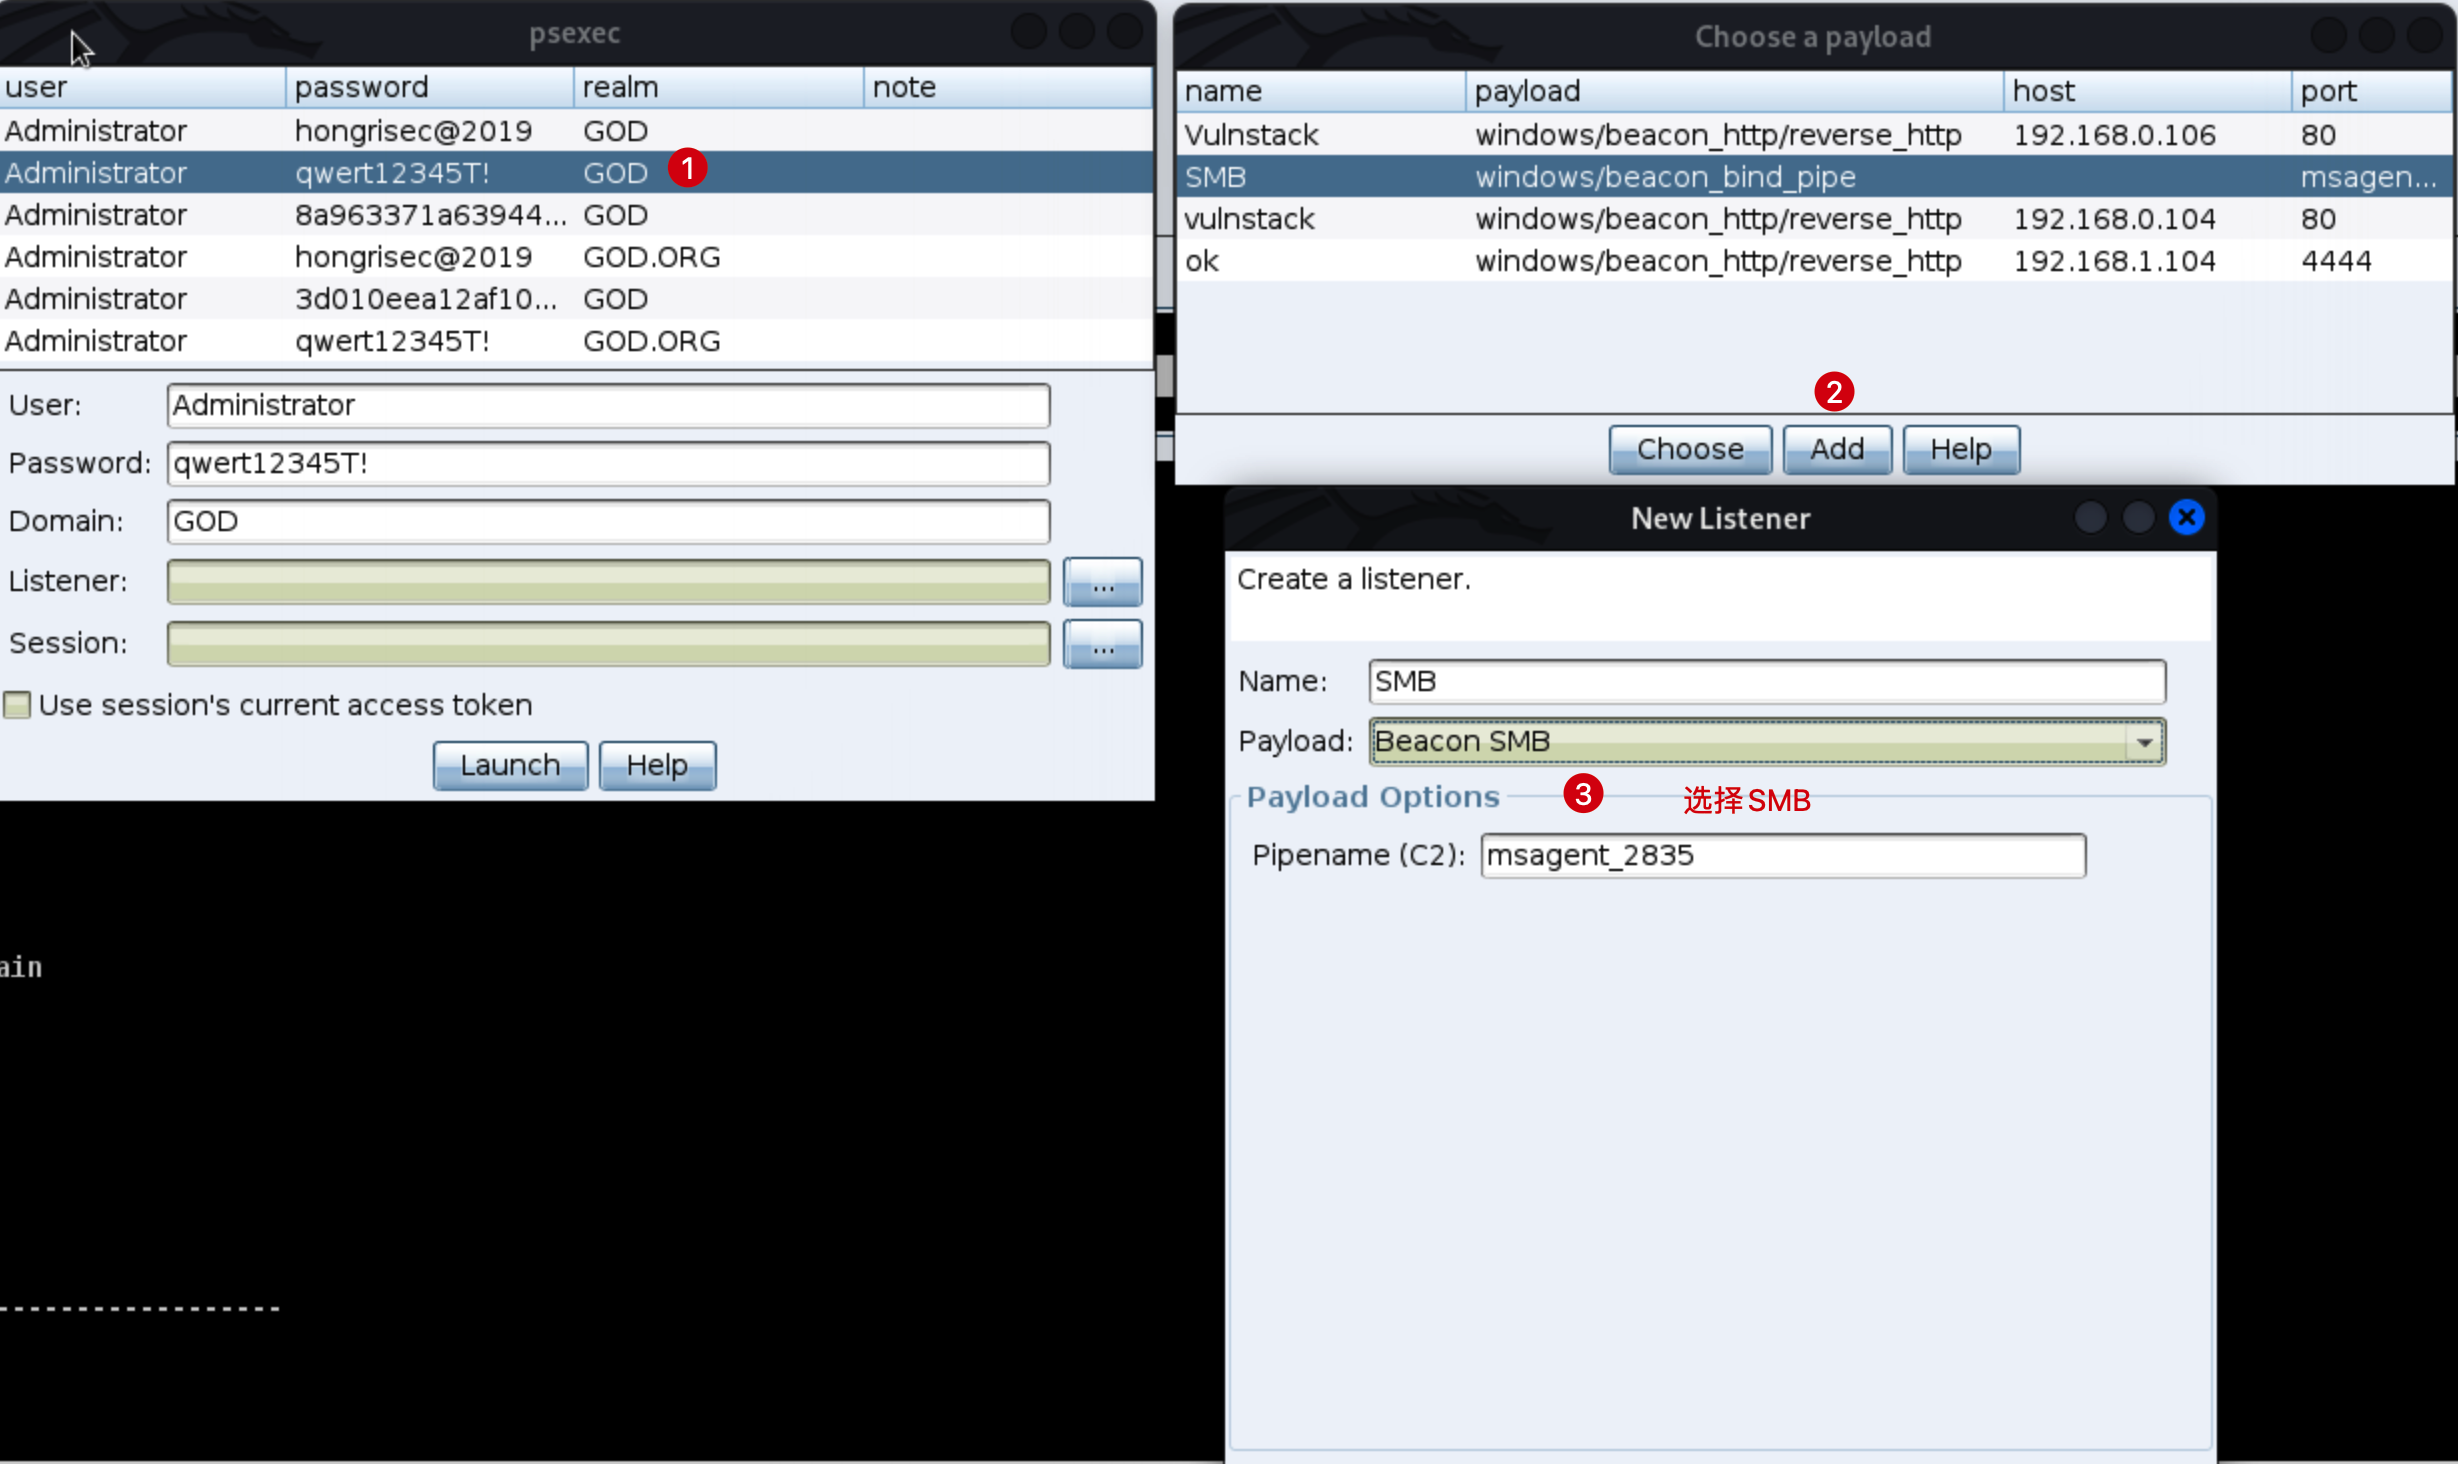 psexec
user password realm note
Administrator hongrisec@2019 GOD
Administrator qwert12345T! GOD 1
Administrator 8a963371a63944... GOD
Administrator hongrisec@2019 GOD.ORG
Administrator 3d010eea12af10... GOD
Administrator qwert12345T! GOD.ORG
User: Administrator
Password: qwert12345T!
Domain: GOD
Listener: ...
Session: ...
Use session's current access token
Launch Help
Choose a payload
name payload host port
Vulnstack windows/beacon_http/reverse_http 192.168.0.106 80
SMB windows/beacon_bind_pipe msagen...
vulnstack windows/beacon_http/reverse_http 192.168.0.104 80
ok windows/beacon_http/reverse_http 192.168.1.104 4444
2
Choose Add Help
New Listener
Create a listener.
Name: SMB
Payload: Beacon SMB
Payload Options 3 选择SMB
Pipename (C2): msagent_2835
ain
------------------